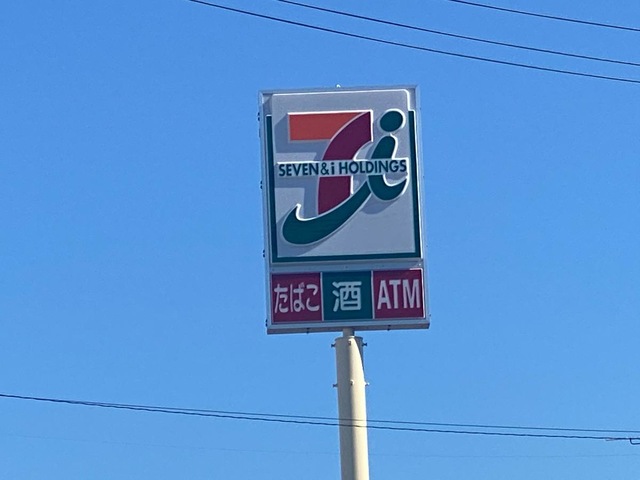 SEVEN & i HOLDINGS
たばこ 酒 ATM